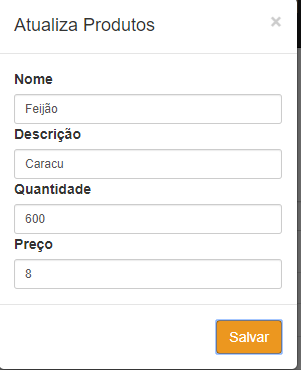 Atualiza Produtos ×
Nome
Feijão
Descrição
Caracu
Quantidade
600
Preço
8
Salvar